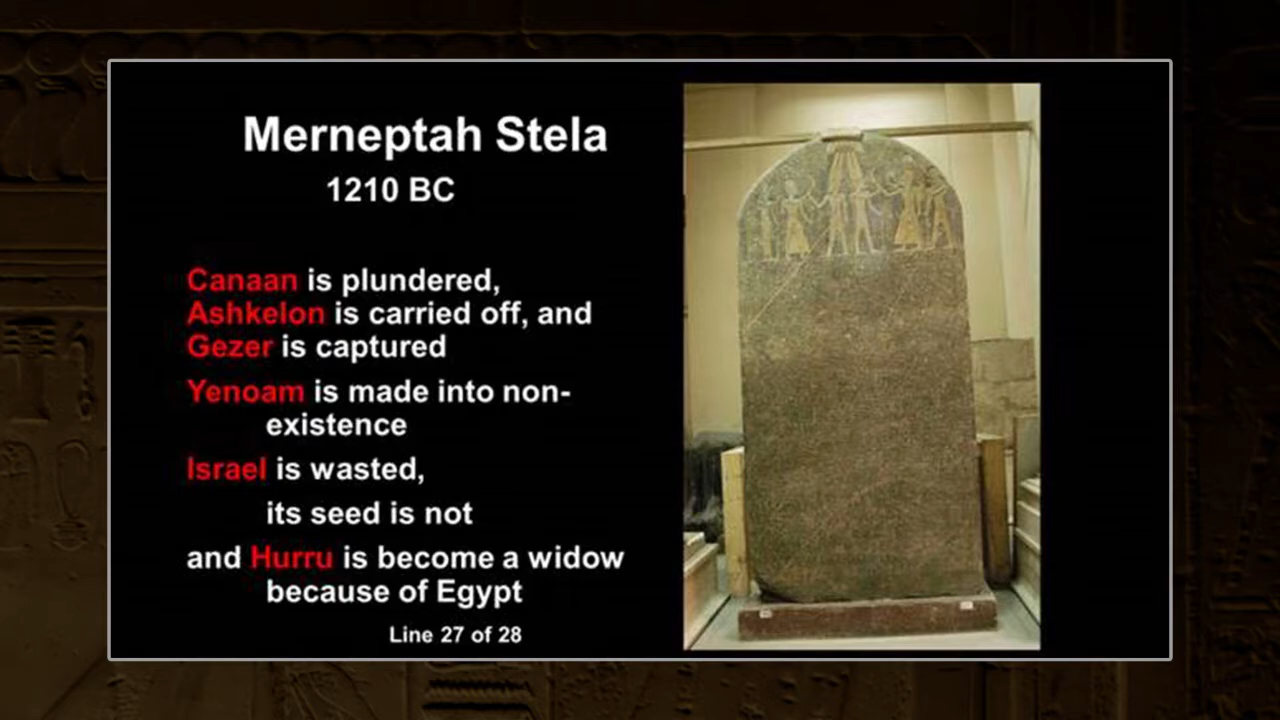 Merneptah Stela
1210 BC
Canaan is plundered,
Ashkelon is carried off, and
Gezer is captured
Yenoam is made into non-
existence
Israel is wasted,
its seed is not
and Hurru is become a widow
because of Egypt
Line 27 of 28